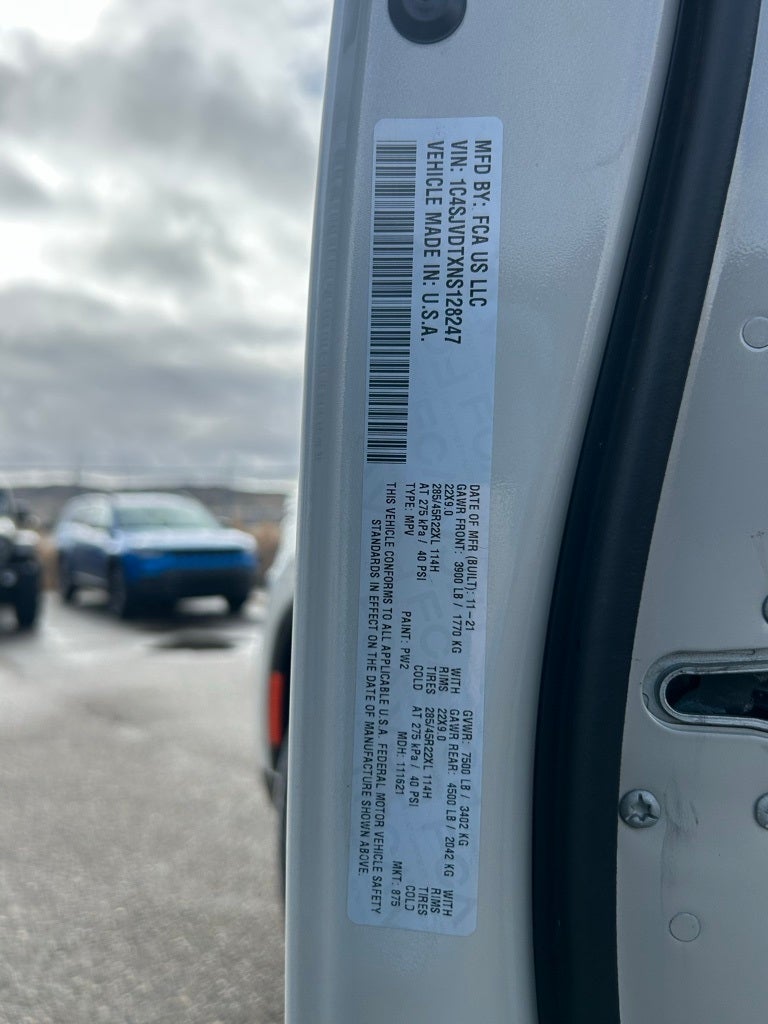 MFD BY: FCA US LLC
VIN: 1C4SJVDTXNS128247
VEHICLE MADE IN: U.S.A.
DATE OF MFR (BUILT): 11-21 GVWR: 7500 LB / 3402 KG
GAWR FRONT: 3900 LB / 1770 KG WITH GAWR REAR: 4500 LB / 2042 KG WITH
22X9.0 RIMS 22X9.0 RIMS
285/45R22XL 114H TIRES 285/45R22XL 114H TIRES
AT 275 kPa / 40 PSI COLD AT 275 kPa / 40 PSI COLD
TYPE: MPV PAINT: PW2 MDH: 111621 MKT: 875
THIS VEHICLE CONFORMS TO ALL APPLICABLE U.S.A. FEDERAL MOTOR VEHICLE SAFETY
STANDARDS IN EFFECT ON THE DATE OF MANUFACTURE SHOWN ABOVE.